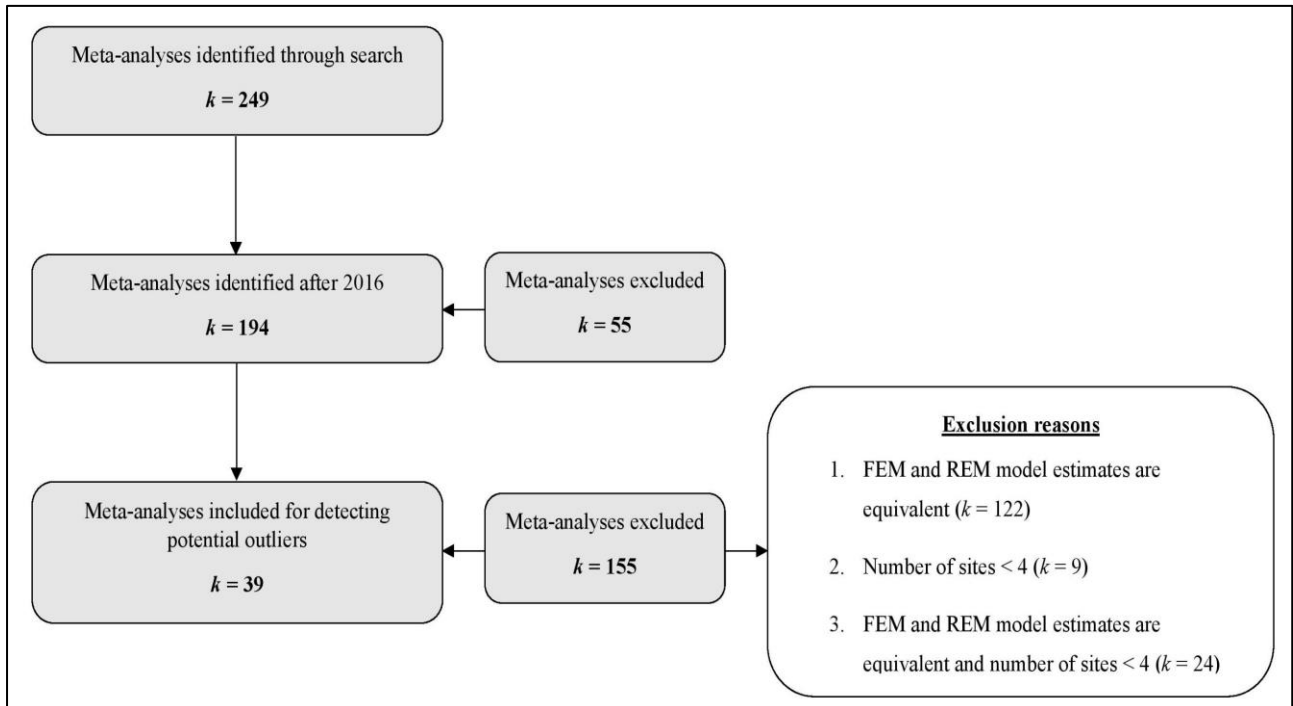 Meta-analyses identified through search
k = 249
Meta-analyses identified after 2016
k = 194
Meta-analyses excluded
k = 55
Meta-analyses included for detecting
potential outliers
k = 39
Meta-analyses excluded
k = 155
Exclusion reasons
1. FEM and REM model estimates are
equivalent (k = 122)
2. Number of sites < 4 (k = 9)
3. FEM and REM model estimates are
equivalent and number of sites < 4 (k = 24)